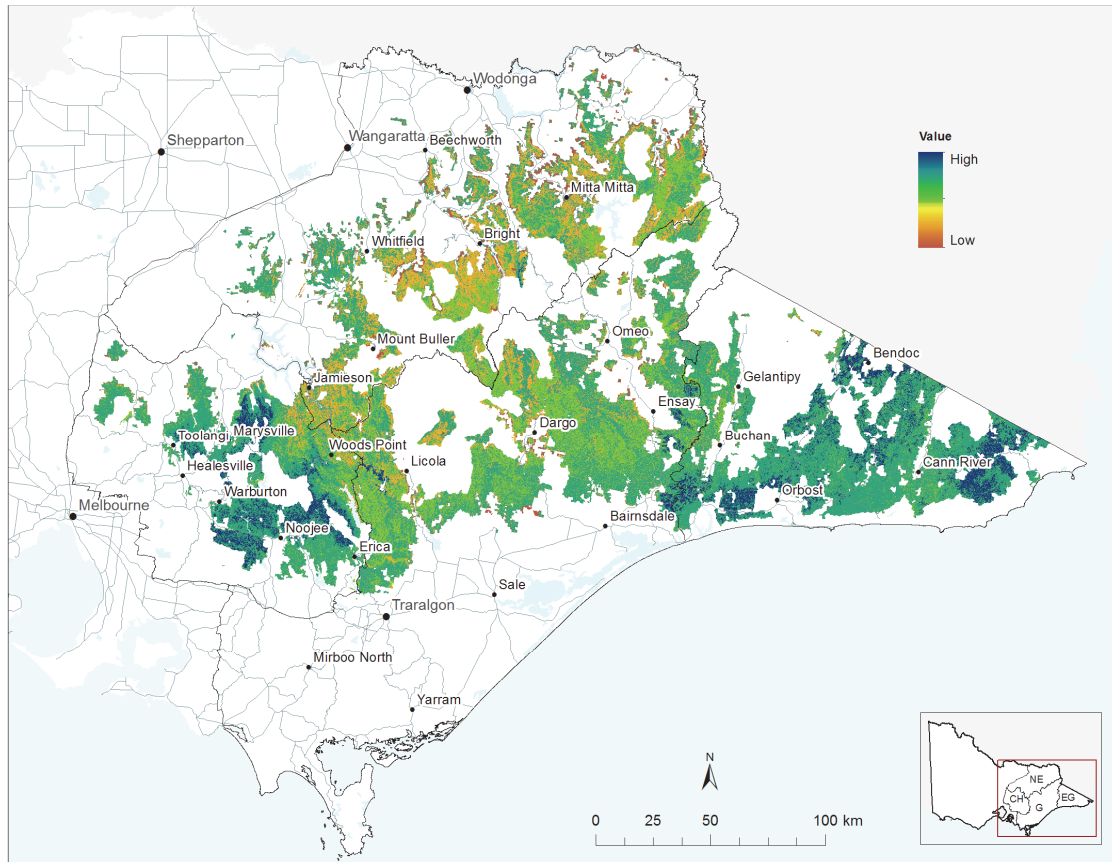 Wodonga
Shepparton
Wangaratta
Beechworth
Value
High
Low
Mitta Mitta
Whitfield
Bright
Omeo
Mount Buller
Bendoc
Jamieson
Gelantipy
Ensay
Marysville
Toolangi
Dargo
Buchan
Woods Point
Licola
Healesville
Cann River
Warburton
Orbost
Melbourne
Noojee
Bairnsdale
Erica
Sale
Traralgon
Mirboo North
Yarram
N
0 25 50 100 km
NE
CH
G
EG